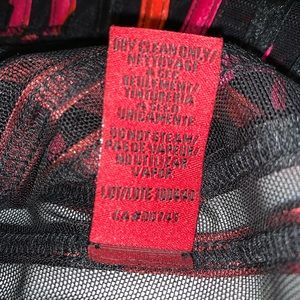 DRY CLEAN ONLY/
NETTOYAGE
A SEC
SEULEMENT/
TINTORERIA
A SECO
UNICAMENTE
DO NOT STEAM/
PAS DE VAPEUR/
NO UTILIZAR
VAPOR
LOT/LOTE